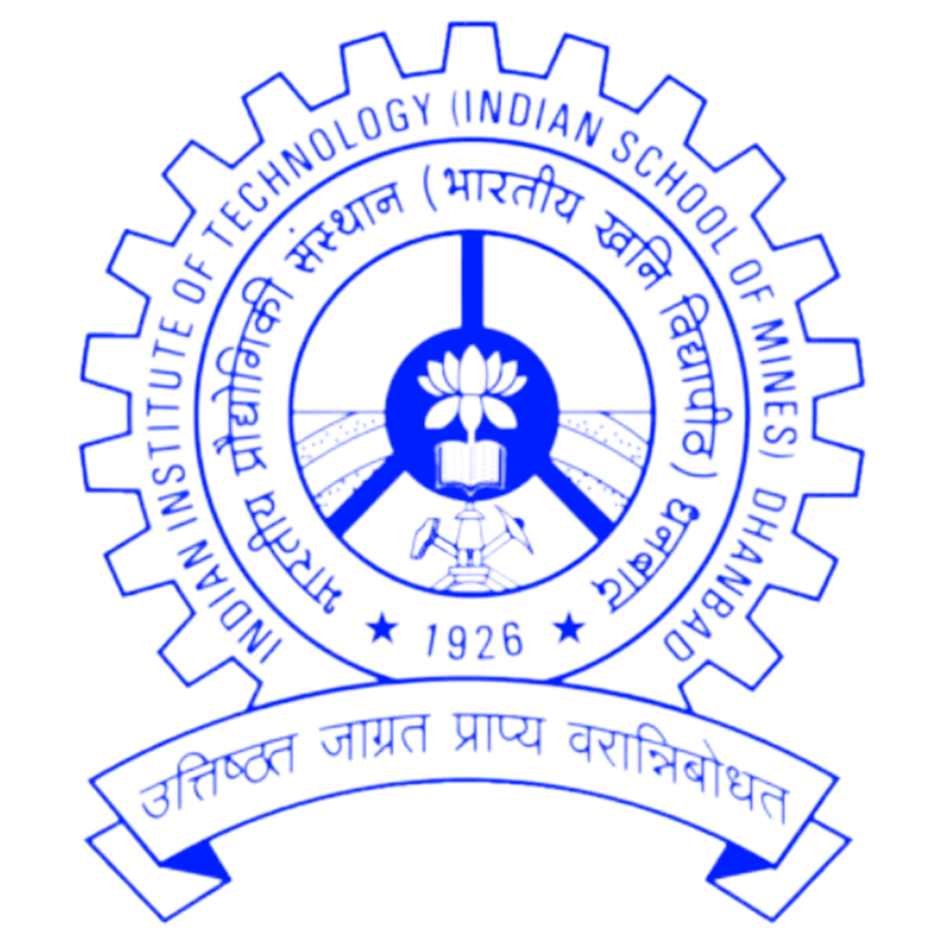 INDIAN INSTITUTE OF TECHNOLOGY (INDIAN SCHOOL OF MINES) DHANBAD
भारतीय प्रौद्योगिकी संस्थान (भारतीय खनि विद्यापीठ) धनबाद
★ 1926 ★
उत्तिष्ठत जाग्रत प्राप्य वरान्निबोधत